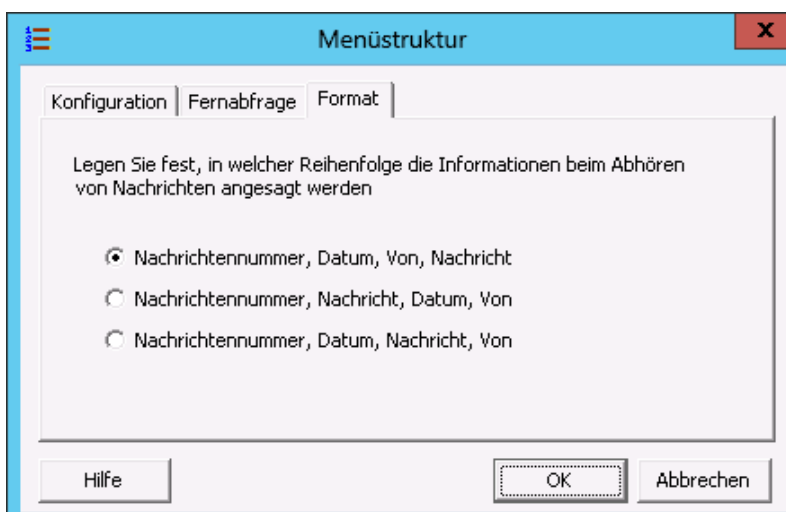 Menüstruktur
Konfiguration Fernabfrage Format
Legen Sie fest, in welcher Reihenfolge die Informationen beim Abhören
von Nachrichten angesagt werden
Nachrichtennummer, Datum, Von, Nachricht
Nachrichtennummer, Nachricht, Datum, Von
Nachrichtennummer, Datum, Nachricht, Von
Hilfe OK Abbrechen